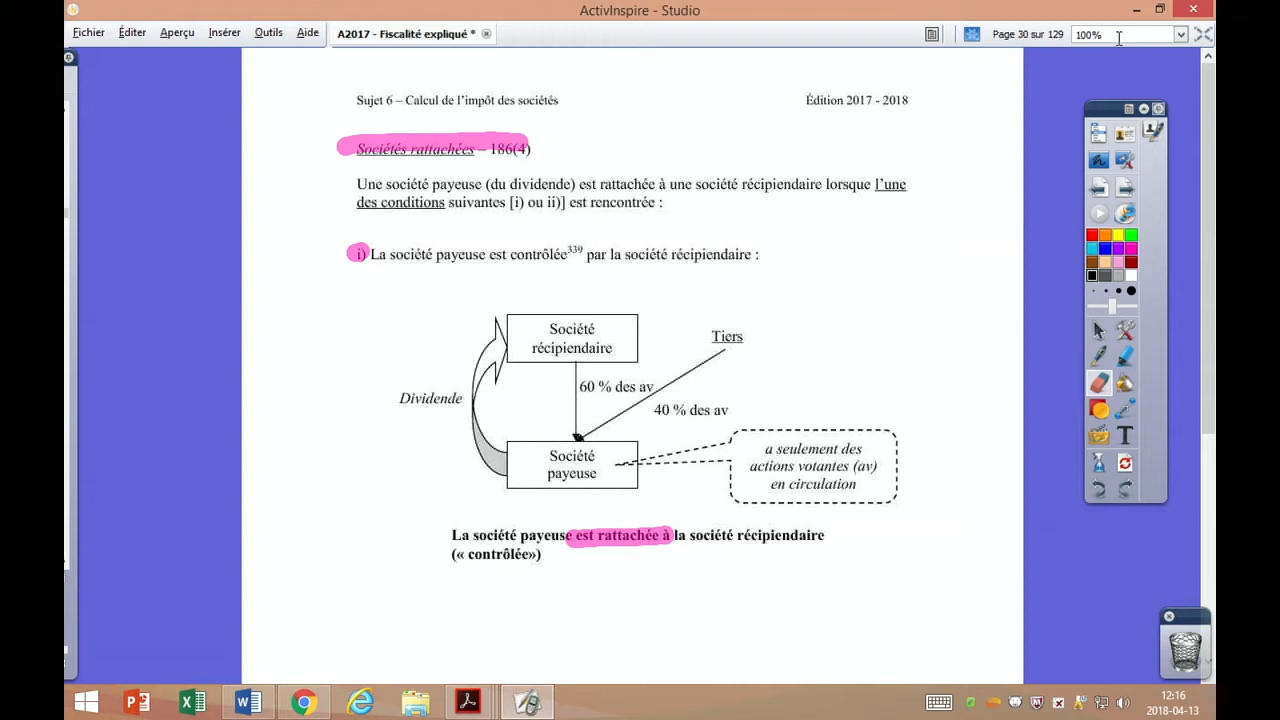 ActivInspire - Studio
Fichier Éditer Aperçu Insérer Outils Aide
A2017 - Fiscalité expliqué *
Page 30 sur 129
100%
Sujet 6 – Calcul de l'impôt des sociétés
Édition 2017 - 2018
Sociétés rattachées – 186(4)
Une société payeuse (du dividende) est rattachée à une société récipiendaire lorsque l'une
des conditions suivantes [i) ou ii)] est rencontrée :
i) La société payeuse est contrôlée339 par la société récipiendaire :
Société
récipiendaire
Tiers
60 % des av
Dividende
40 % des av
Société
payeuse
a seulement des
actions votantes (av)
en circulation
La société payeuse est rattachée à la société récipiendaire
(« contrôlée»)
12:16
2018-04-13